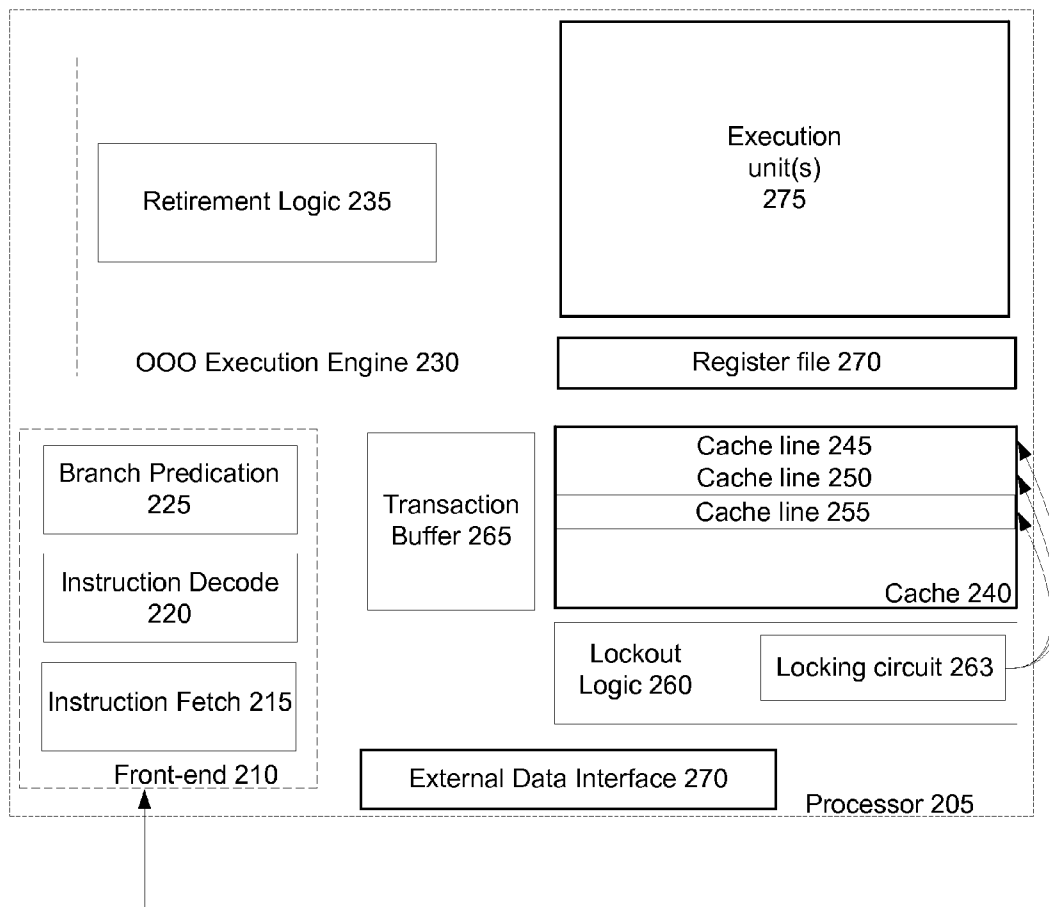 Execution
unit(s)
275
Retirement Logic 235
OOO Execution Engine 230
Register file 270
Branch Predication
225
Instruction Decode
220
Instruction Fetch 215
Front-end 210
Transaction
Buffer 265
Cache line 245
Cache line 250
Cache line 255
Cache 240
Lockout
Logic 260
Locking circuit 263
External Data Interface 270
Processor 205